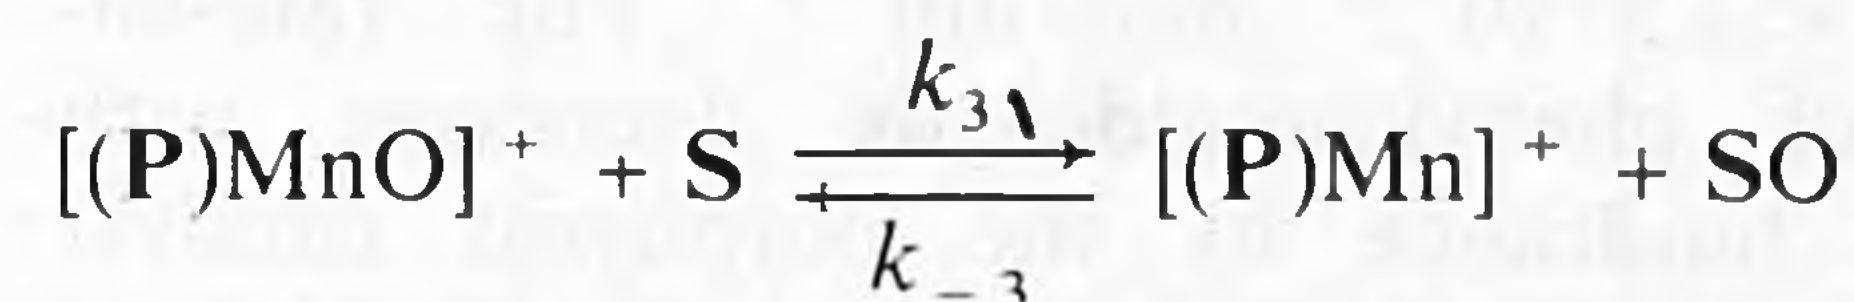 k₃
[(P)MnO]⁺ + S ⇌ [(P)Mn]⁺ + SO
k₋₃